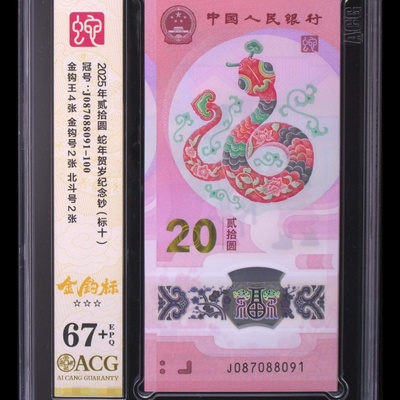 2025年贰拾圆 蛇年贺岁纪念钞（标十）
冠号：J087088091-100
金钩王4张 金钩号2张 北斗号2张
金钩标
☆☆☆
67+ EPQ
ACG
AI CANG GUARANTY
中国人民银行
20 贰拾圆
J087088091